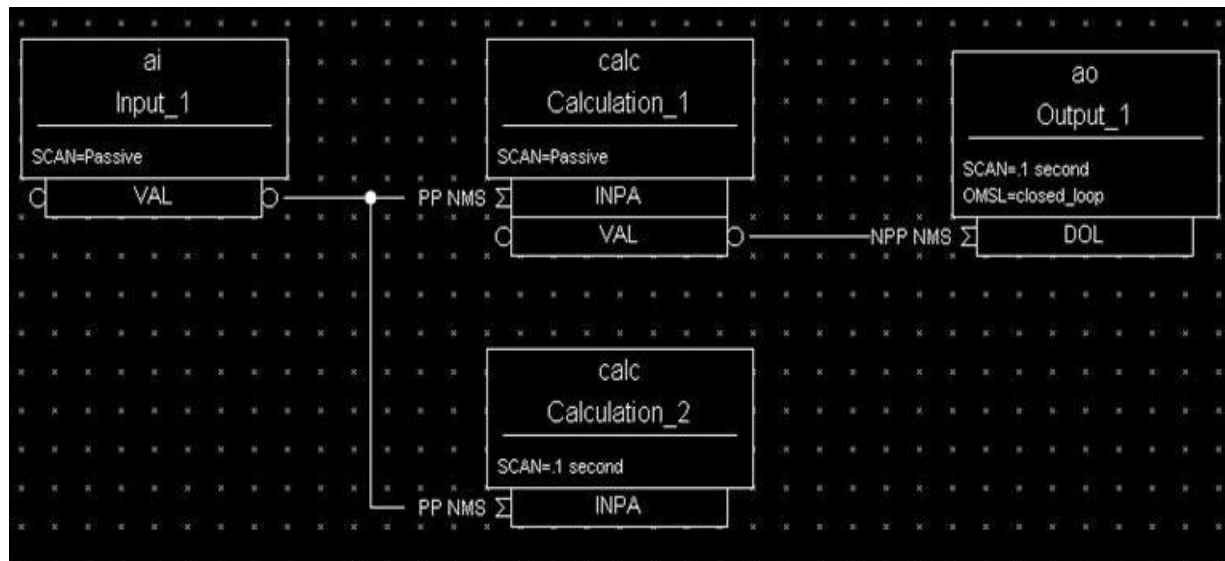 ai
Input_1
SCAN=Passive
VAL
PP NMS
calc
Calculation_1
SCAN=Passive
INPA
VAL
NPP NMS
ao
Output_1
SCAN=.1 second
OMSL=closed_loop
DOL
calc
Calculation_2
SCAN=.1 second
PP NMS
INPA